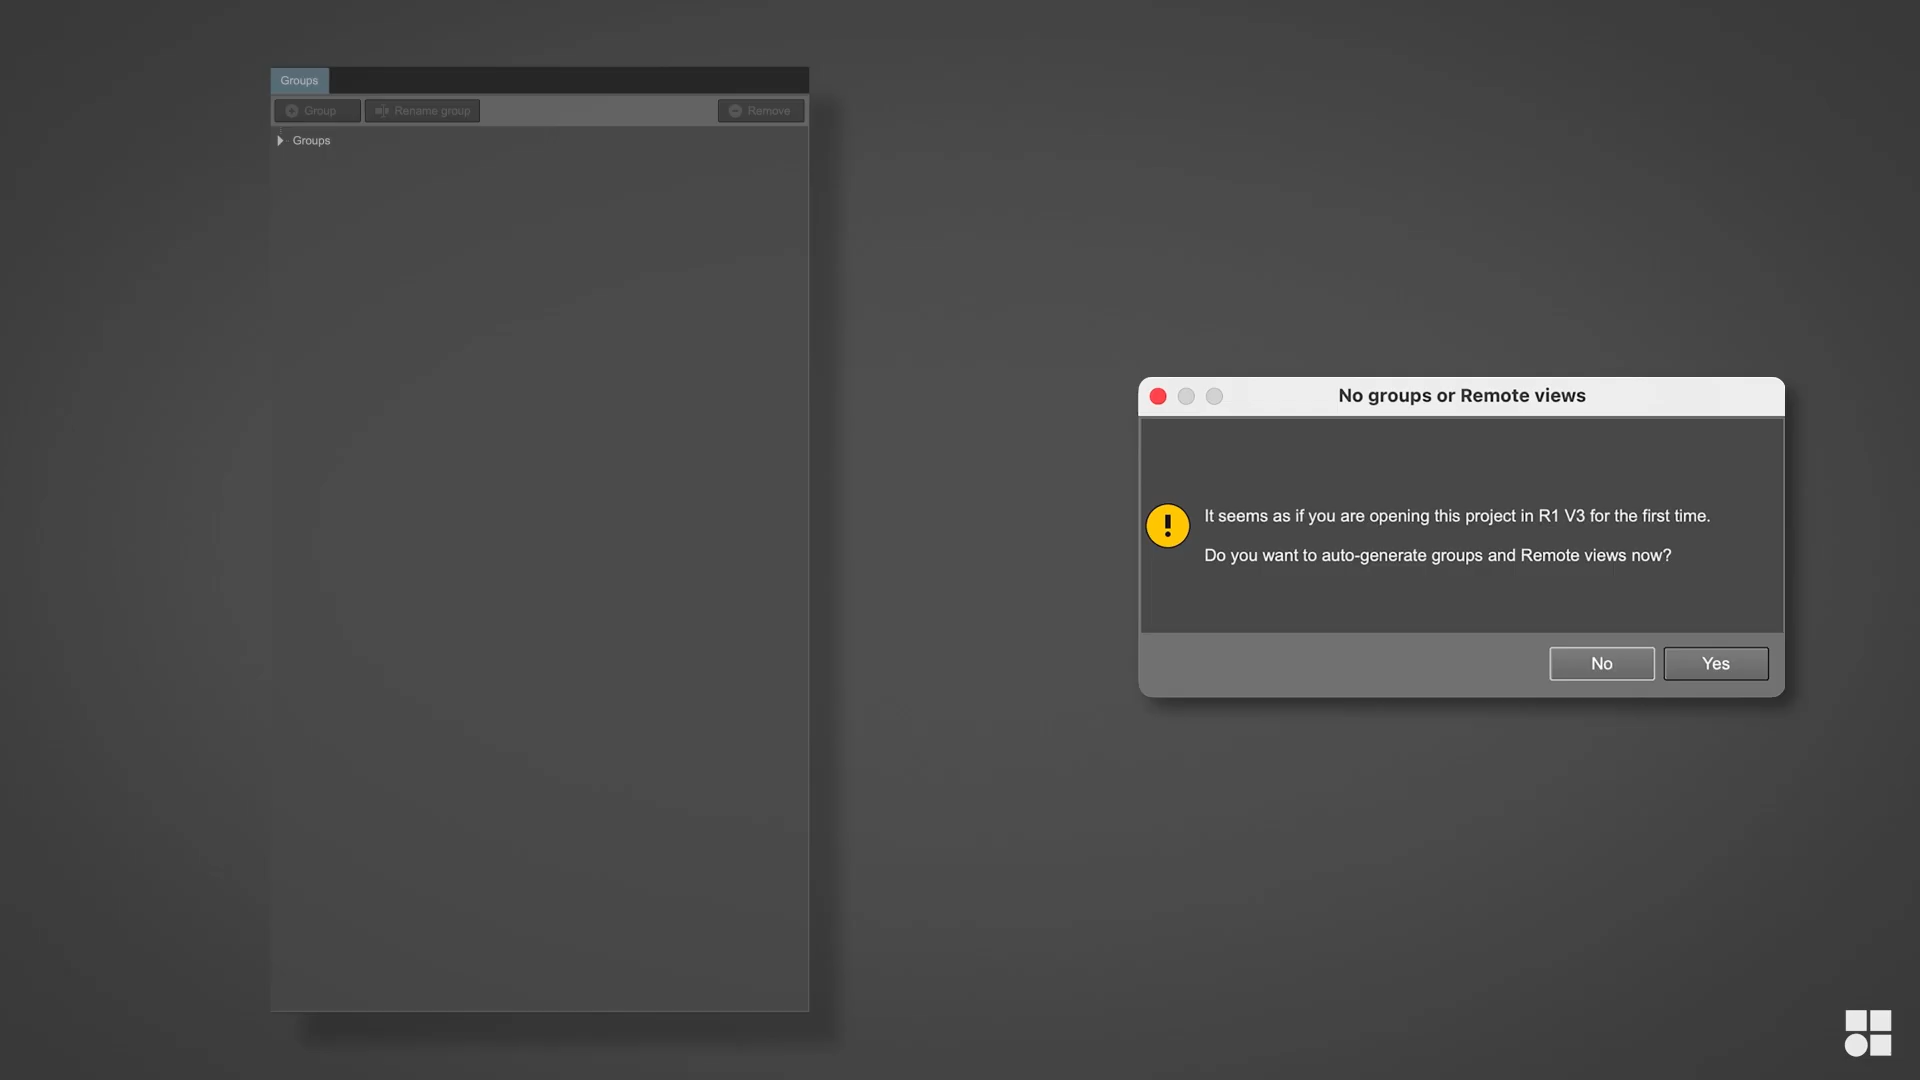 Groups
Group
Rename group
Remove
Groups
No groups or Remote views
It seems as if you are opening this project in R1 V3 for the first time.
Do you want to auto-generate groups and Remote views now?
No
Yes